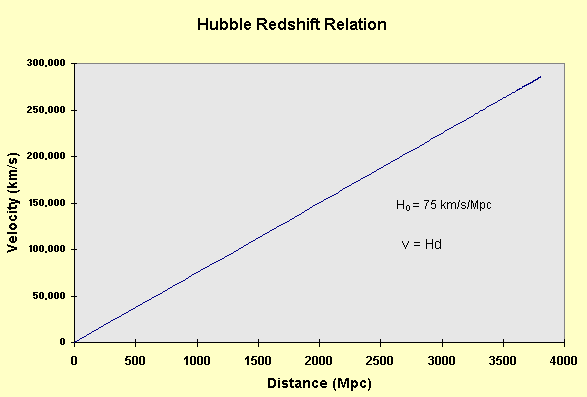 Hubble Redshift Relation
300,000
250,000
200,000
150,000
100,000
50,000
0
Velocity (km/s)
H₀ = 75 km/s/Mpc
v = Hd
0 500 1000 1500 2000 2500 3000 3500 4000
Distance (Mpc)